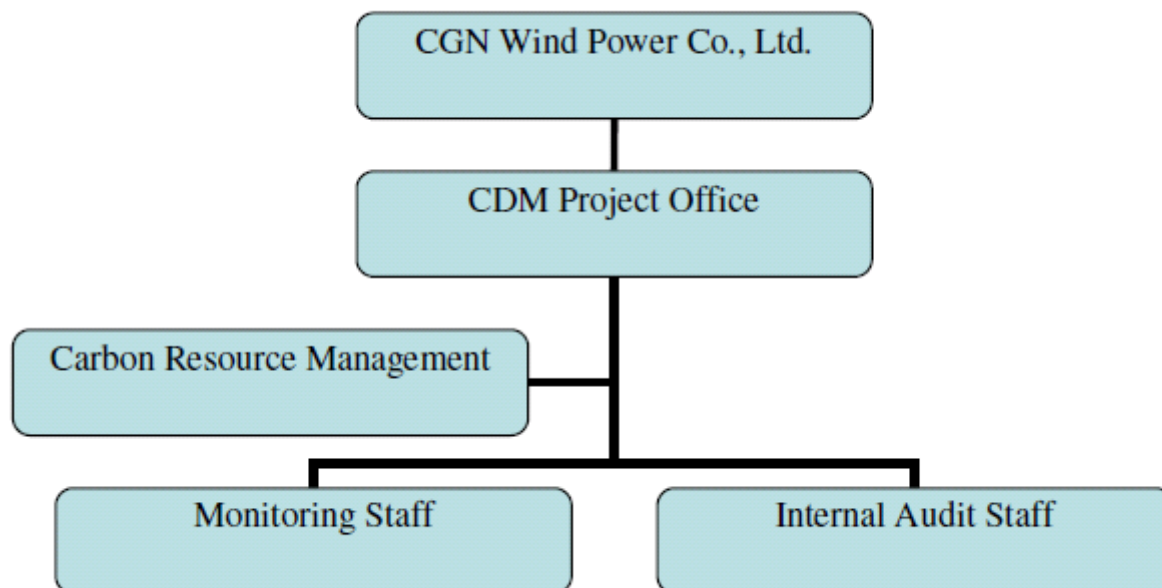 CGN Wind Power Co., Ltd.
CDM Project Office
Carbon Resource Management
Monitoring Staff
Internal Audit Staff